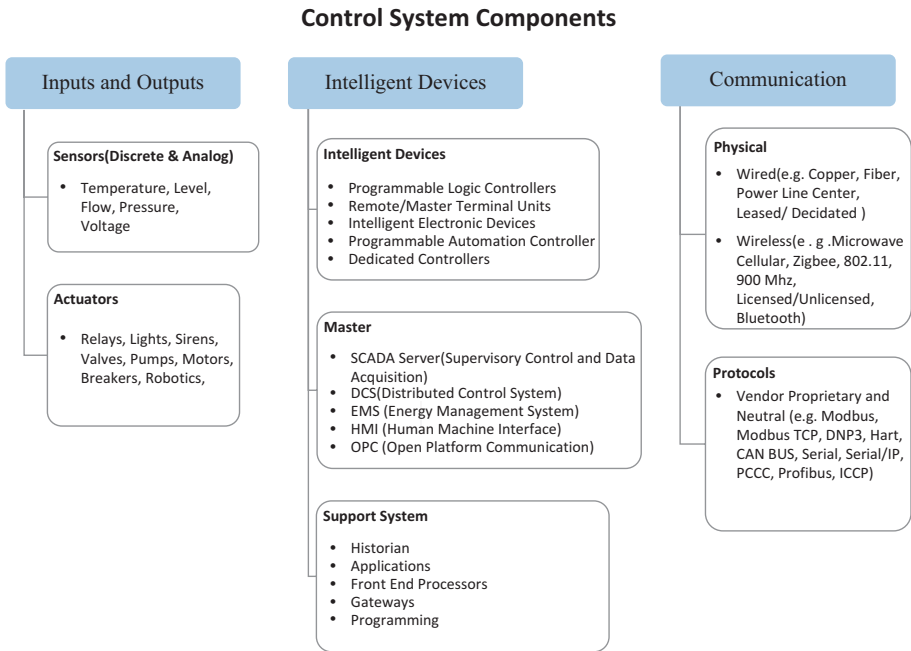 Control System Components
Inputs and Outputs
Sensors(Discrete & Analog)
• Temperature, Level,
Flow, Pressure,
Voltage
Actuators
• Relays, Lights, Sirens,
Valves, Pumps, Motors,
Breakers, Robotics,
Intelligent Devices
Intelligent Devices
• Programmable Logic Controllers
• Remote/Master Terminal Units
• Intelligent Electronic Devices
• Programmable Automation Controller
• Dedicated Controllers
Master
• SCADA Server(Supervisory Control and Data
Acquisition)
• DCS(Distributed Control System)
• EMS (Energy Management System)
• HMI (Human Machine Interface)
• OPC (Open Platform Communication)
Support System
• Historian
• Applications
• Front End Processors
• Gateways
• Programming
Communication
Physical
• Wired(e.g. Copper, Fiber,
Power Line Center,
Leased/ Decidated )
• Wireless(e . g .Microwave
Cellular, Zigbee, 802.11,
900 Mhz,
Licensed/Unlicensed,
Bluetooth)
Protocols
• Vendor Proprietary and
Neutral (e.g. Modbus,
Modbus TCP, DNP3, Hart,
CAN BUS, Serial, Serial/IP,
PCCC, Profibus, ICCP)